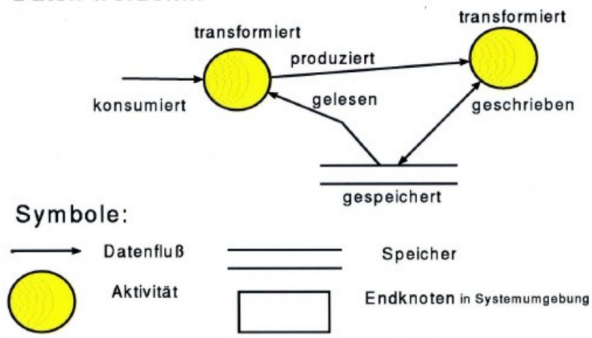 transformiert
transformiert
produziert
konsumiert
gelesen
geschrieben
gespeichert
Symbole:
Datenfluß
Speicher
Aktivität
Endknoten in Systemumgebung